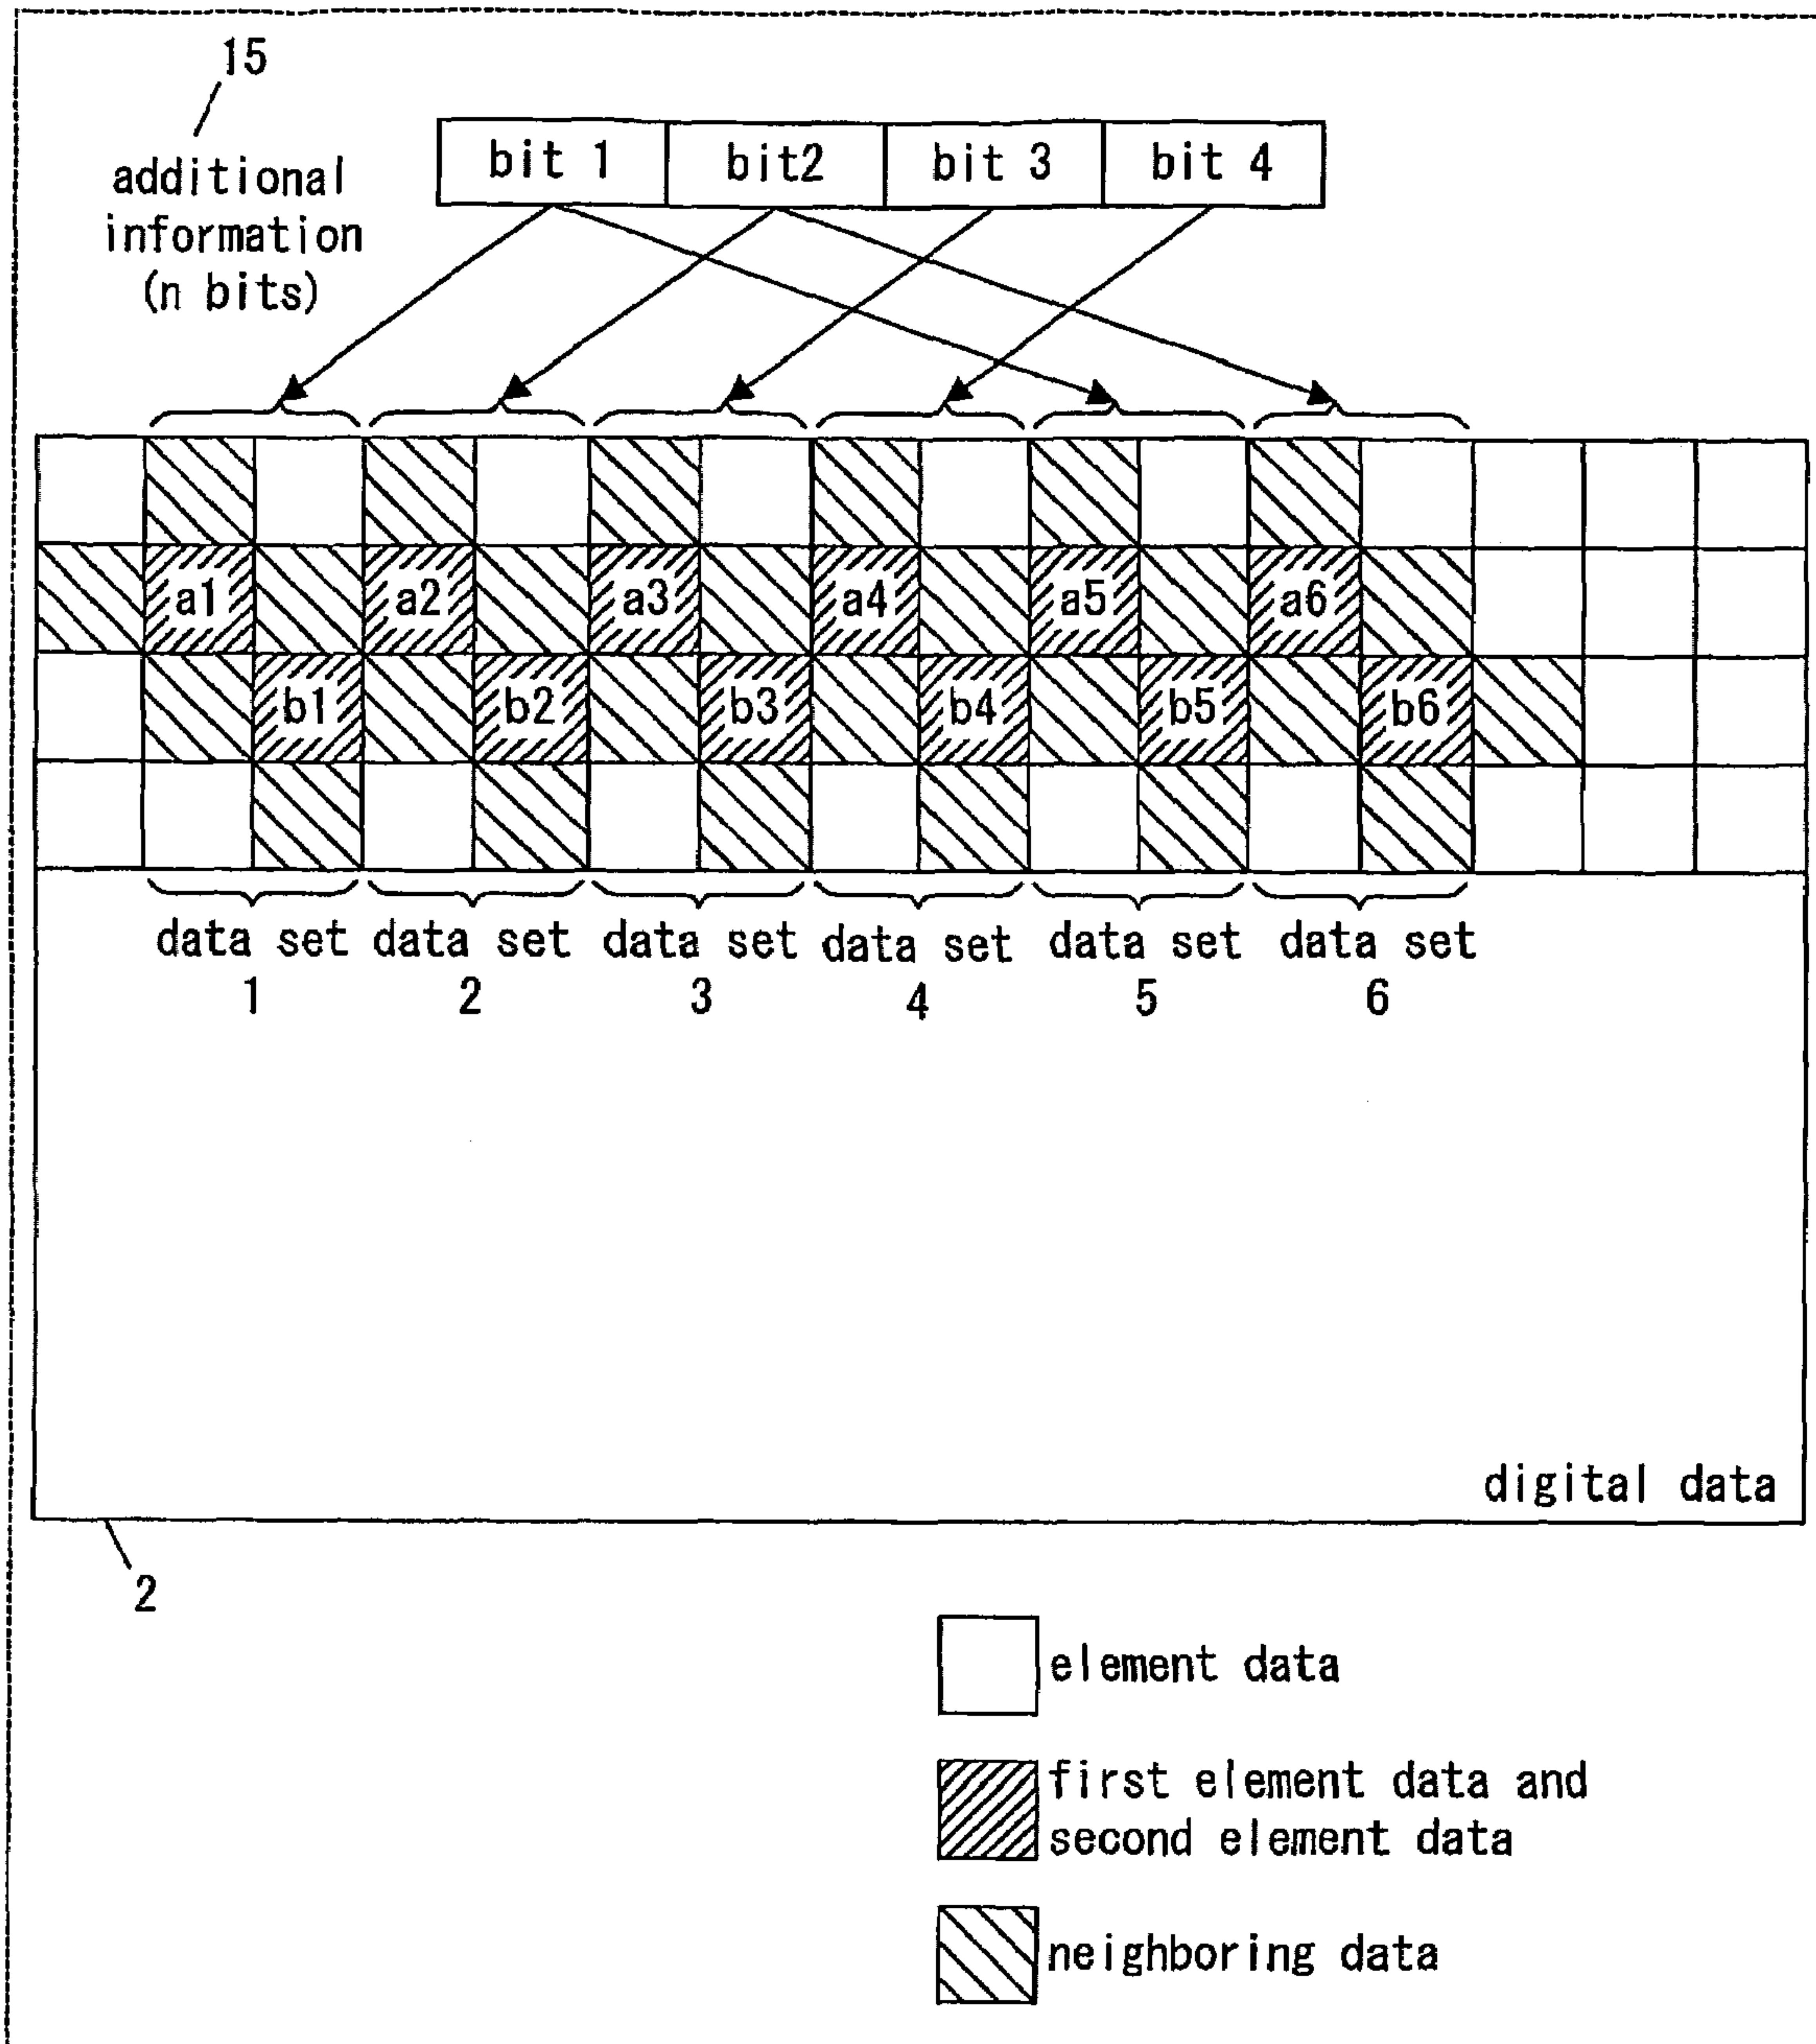 15
additional
information
(n bits)
bit 1 bit2 bit 3 bit 4
a1 a2 a3 a4 a5 a6
b1 b2 b3 b4 b5 b6
data set data set data set data set data set data set
1 2 3 4 5 6
digital data
2
element data
first element data and
second element data
neighboring data